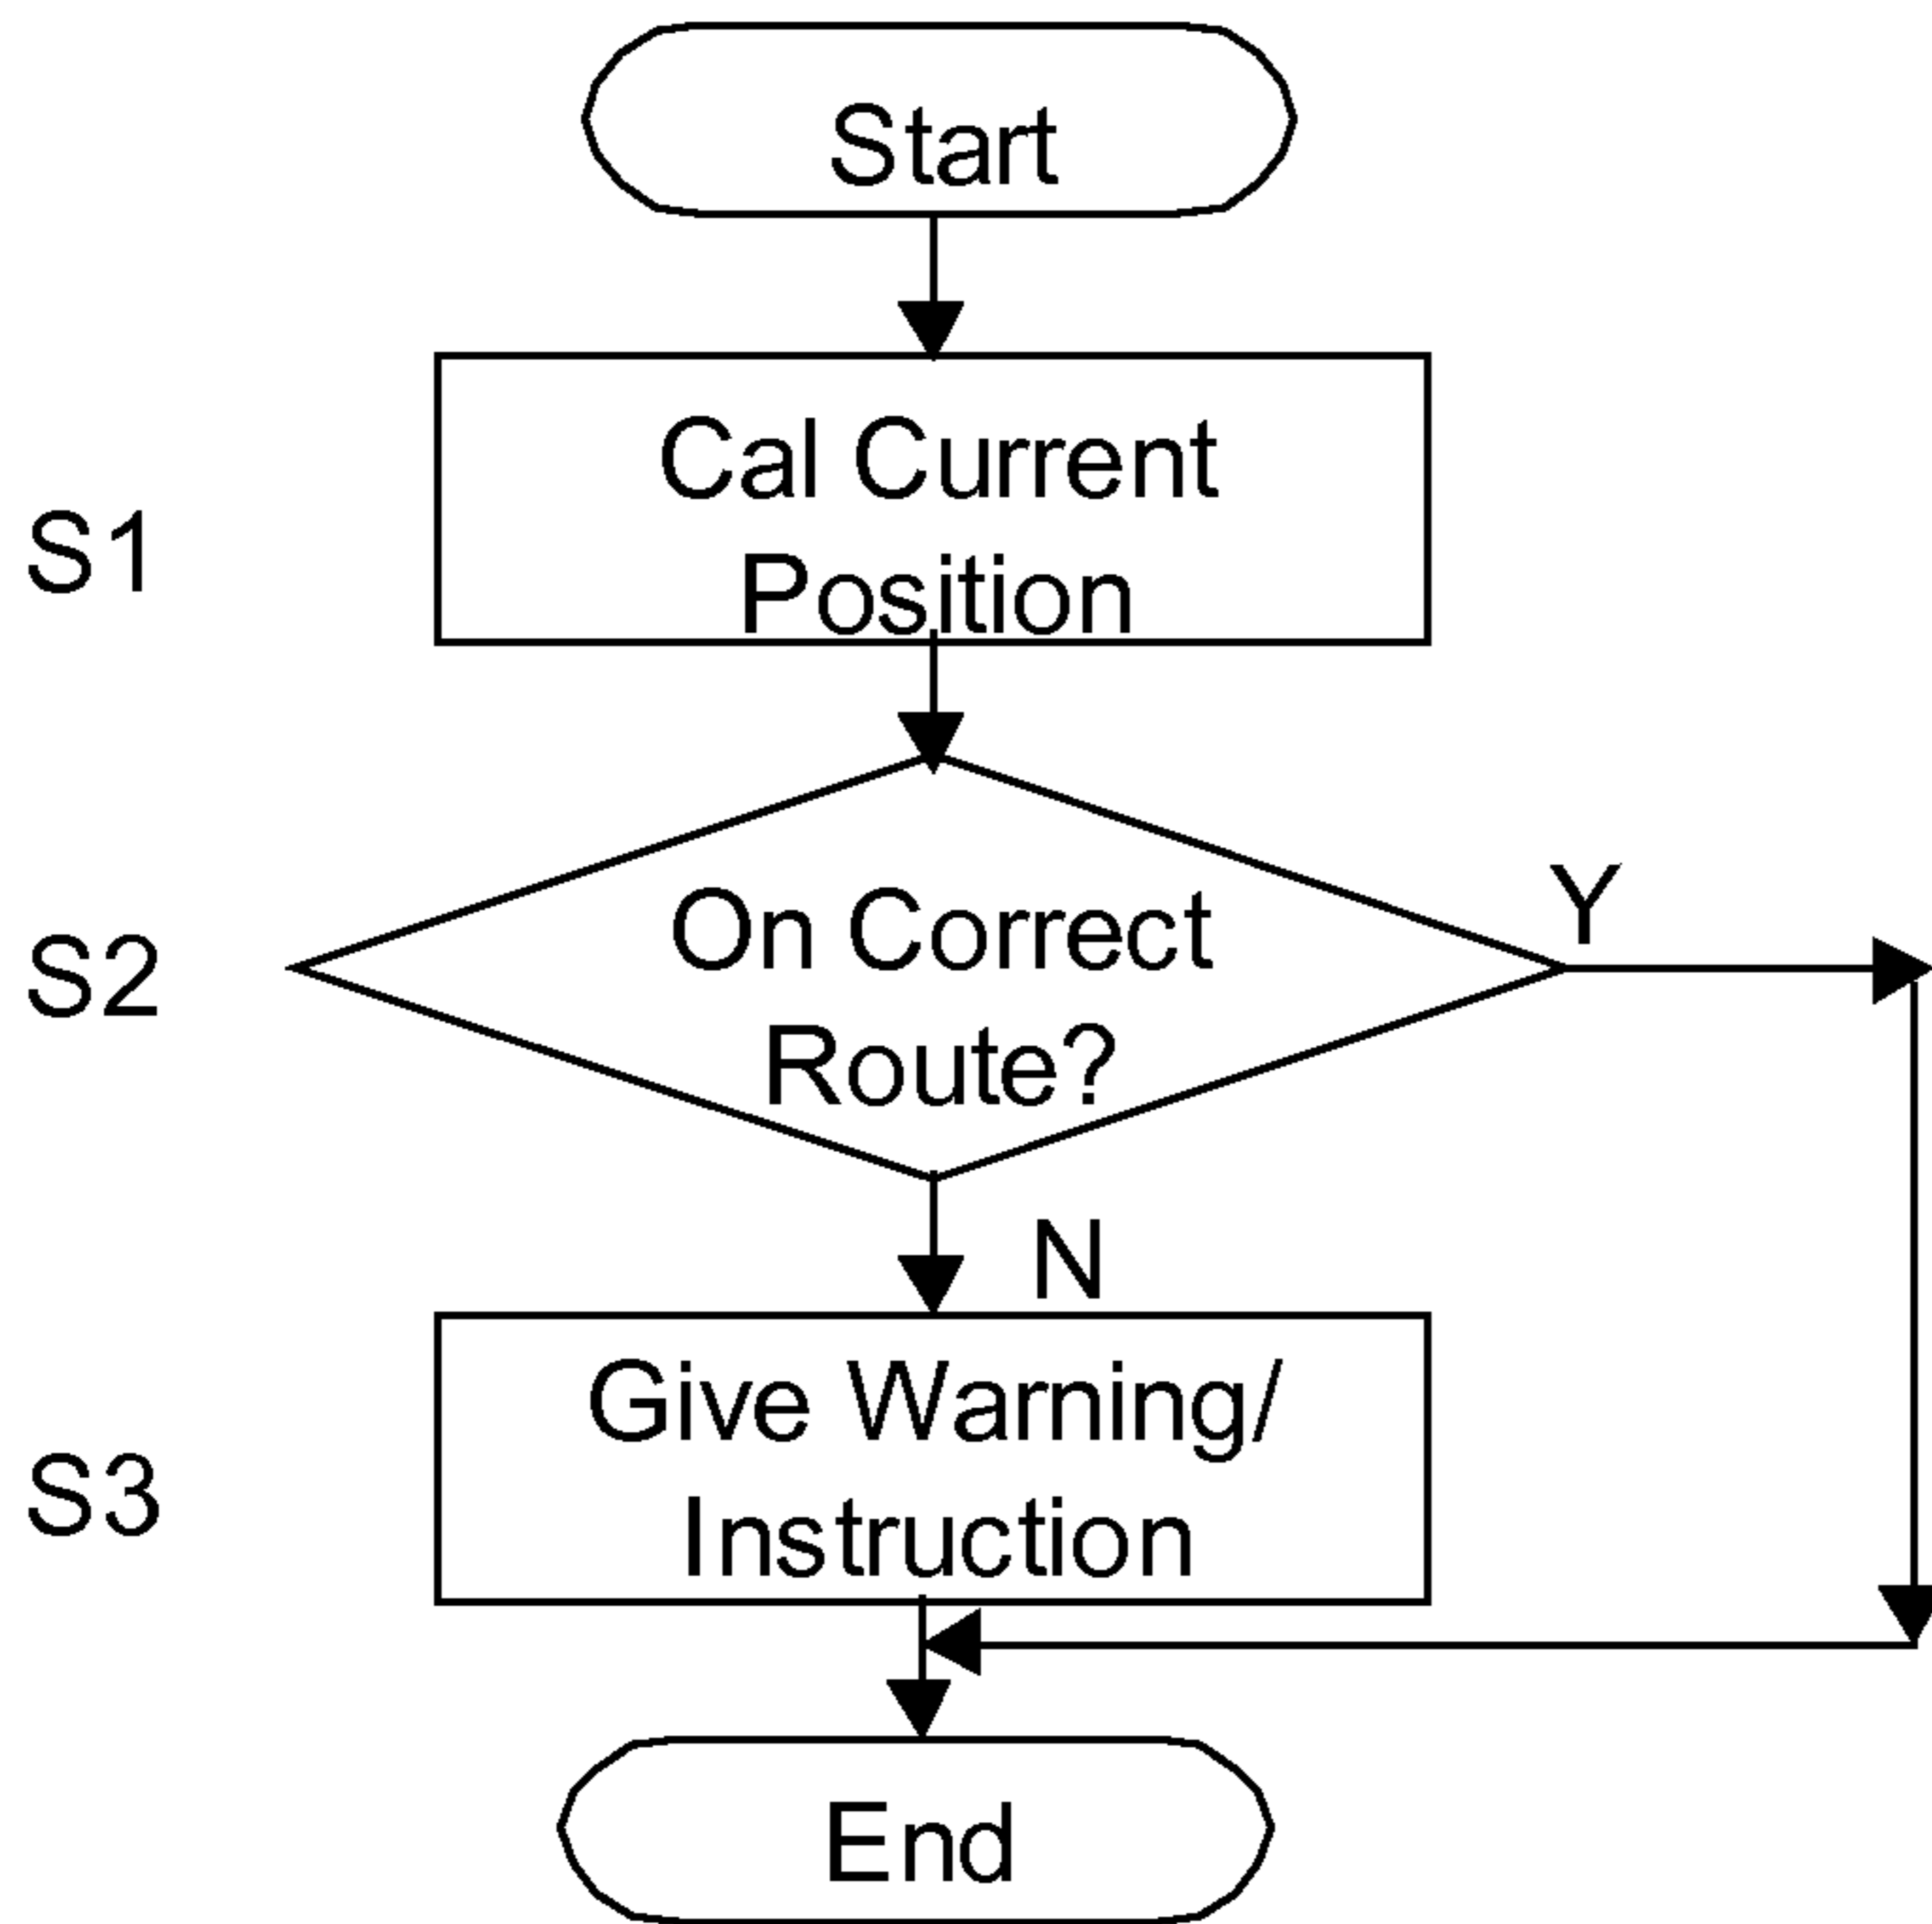 Start
Cal Current
Position
S1
On Correct
Route?
Y
S2
N
Give Warning/
Instruction
S3
End